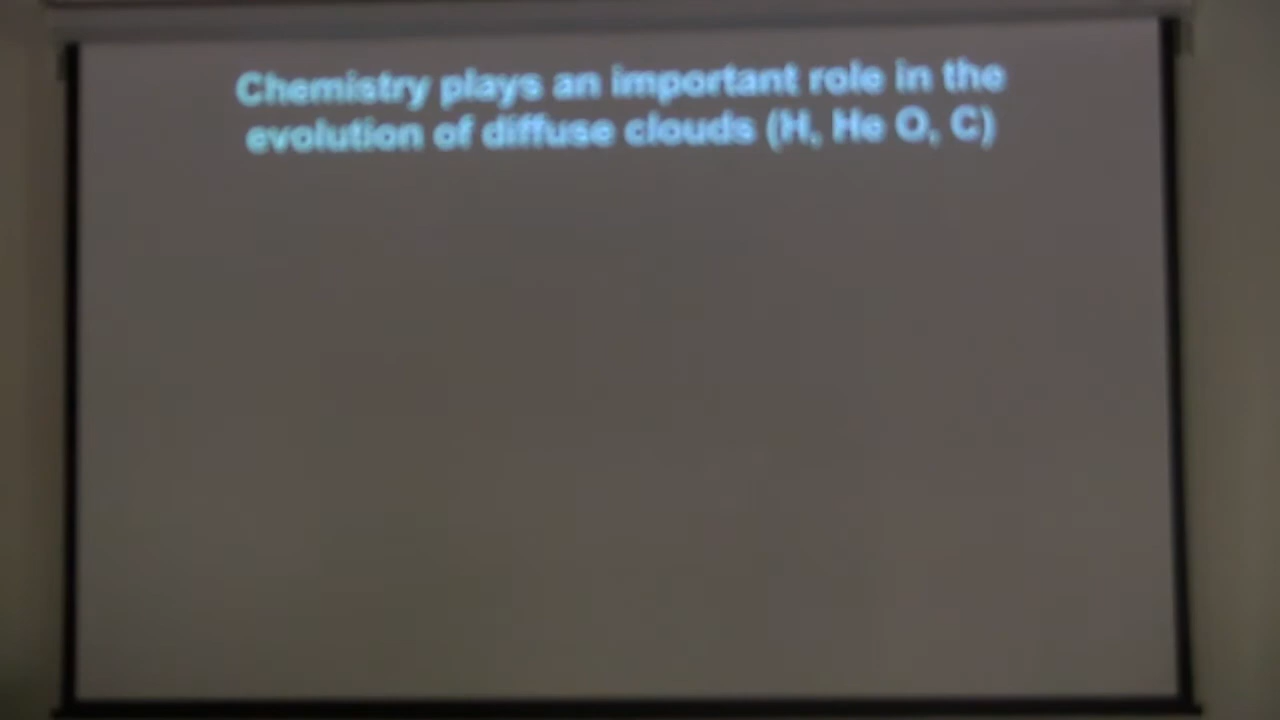 Chemistry plays an important role in the
evolution of diffuse clouds (H, He O, C)